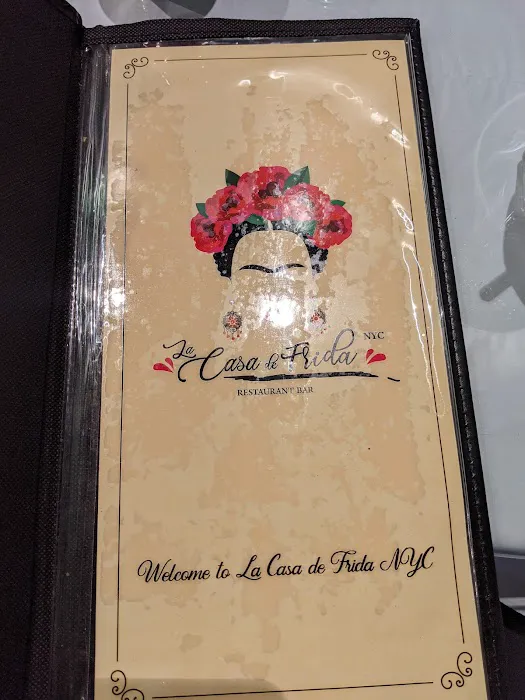 NYC
La
Casa de Frida
RESTAURANT BAR
Welcome to La Casa de Frida NYC